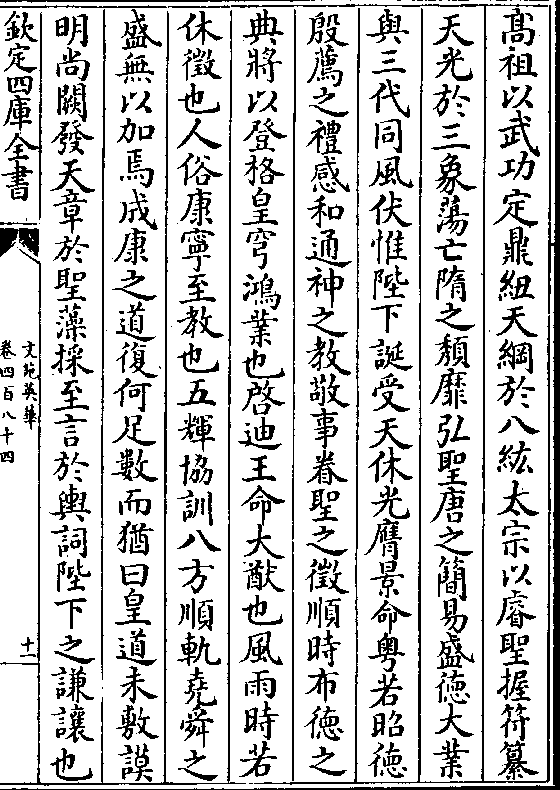 髙祖以武功定鼎紐天綱於八紘太宗以睿聖握符纂
天光於三象蕩亡隋之頽靡弘聖唐之簡易盛徳大業
與三代同風伏惟陛下誕受天休光膺景命粤若昭徳
殷薦之禮感和通神之教敬事眷聖之徵順時布徳之
典將以登格皇穹鴻業也啓迪王命大猷也風雨時若
休徵也人俗康寧至教也五輝協訓八方順軌堯舜之
盛無以加焉成康之道復何足數而猶曰皇道未敷謨
明尚闕發天章於聖藻採至言於輿詞陛下之謙讓也
欽定四庫全書
文苑英華
卷四百八十四
十一